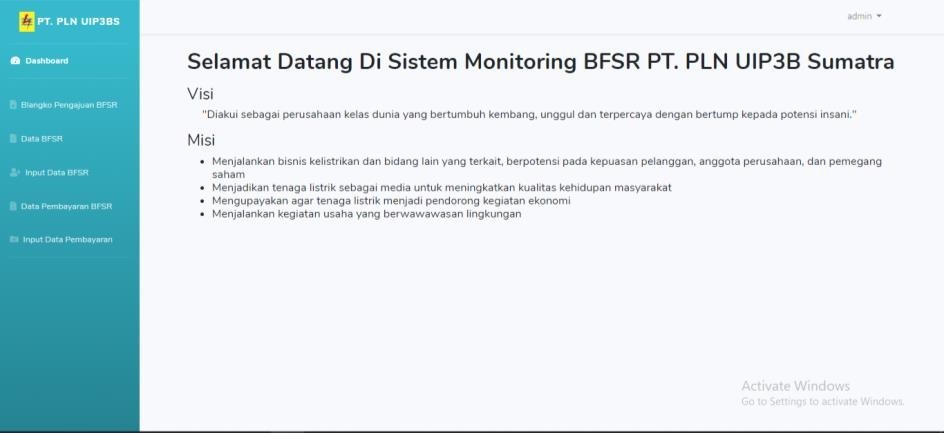 PT. PLN UIP3BS
admin
Dashboard
Blangko Pengajuan BFSR
Data BFSR
Input Data BFSR
Data Pembayaran BFSR
Input Data Pembayaran
Selamat Datang Di Sistem Monitoring BFSR PT. PLN UIP3B Sumatra
Visi
"Diakui sebagai perusahaan kelas dunia yang bertumbuh kembang, unggul dan terpercaya dengan bertump kepada potensi insani."
Misi
Menjalankan bisnis kelistrikan dan bidang lain yang terkait, berpotensi pada kepuasan pelanggan, anggota perusahaan, dan pemegang
saham
Menjadikan tenaga listrik sebagai media untuk meningkatkan kualitas kehidupan masyarakat
Mengupayakan agar tenaga listrik menjadi pendorong kegiatan ekonomi
Menjalankan kegiatan usaha yang berwawawasan lingkungan
Activate Windows
Go to Settings to activate Windows.